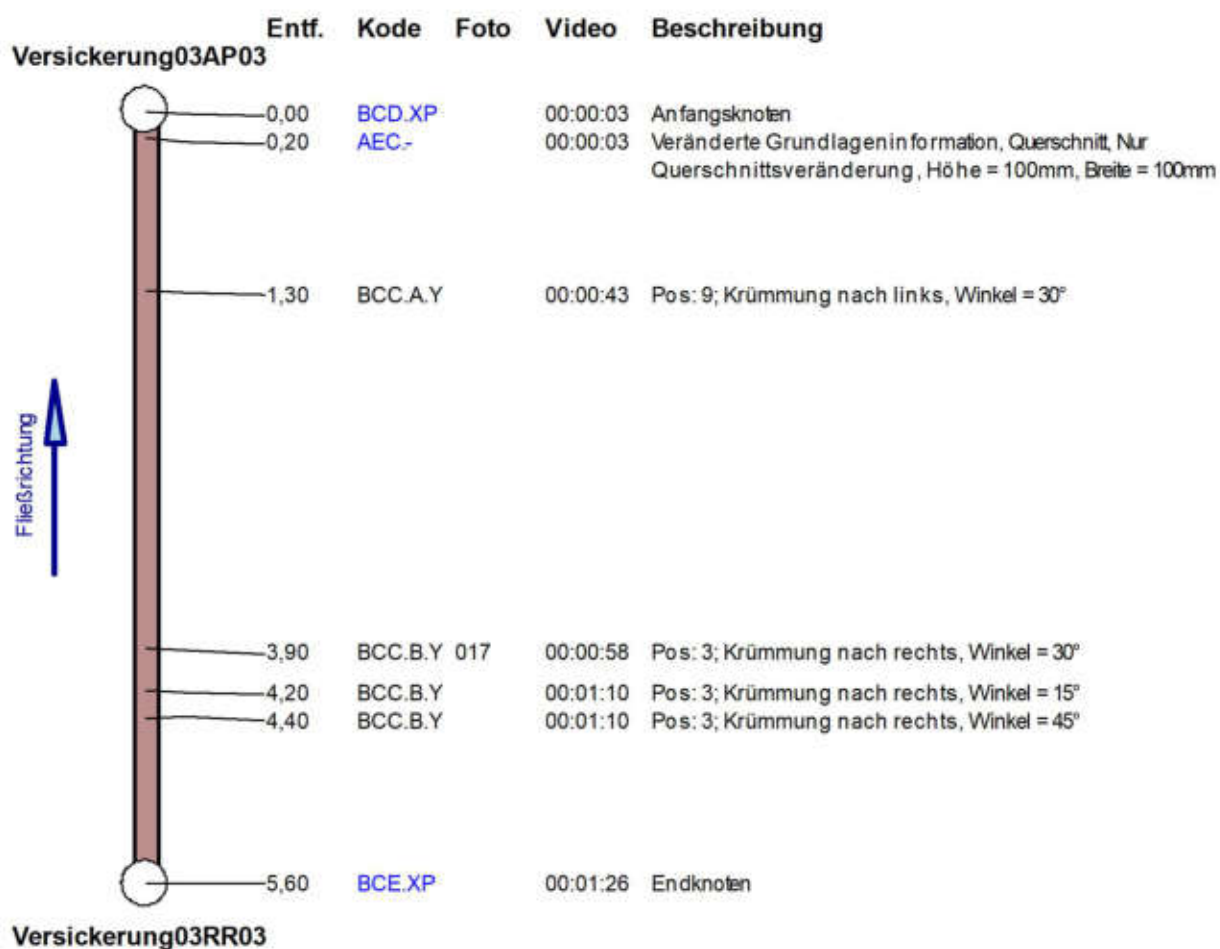 Entf. Kode Foto Video Beschreibung
Versickerung03AP03
0,00 BCD.XP 00:00:03 Anfangsknoten
0,20 AEC.- 00:00:03 Veränderte Grundlageninformation, Querschnitt, Nur
Querschnittsveränderung, Höhe = 100mm, Breite = 100mm
1,30 BCC.A.Y 00:00:43 Pos: 9; Krümmung nach links, Winkel = 30°
Fließrichtung
3,90 BCC.B.Y 017 00:00:58 Pos: 3; Krümmung nach rechts, Winkel = 30°
4,20 BCC.B.Y 00:01:10 Pos: 3; Krümmung nach rechts, Winkel = 15°
4,40 BCC.B.Y 00:01:10 Pos: 3; Krümmung nach rechts, Winkel = 45°
5,60 BCE.XP 00:01:26 Endknoten
Versickerung03RR03